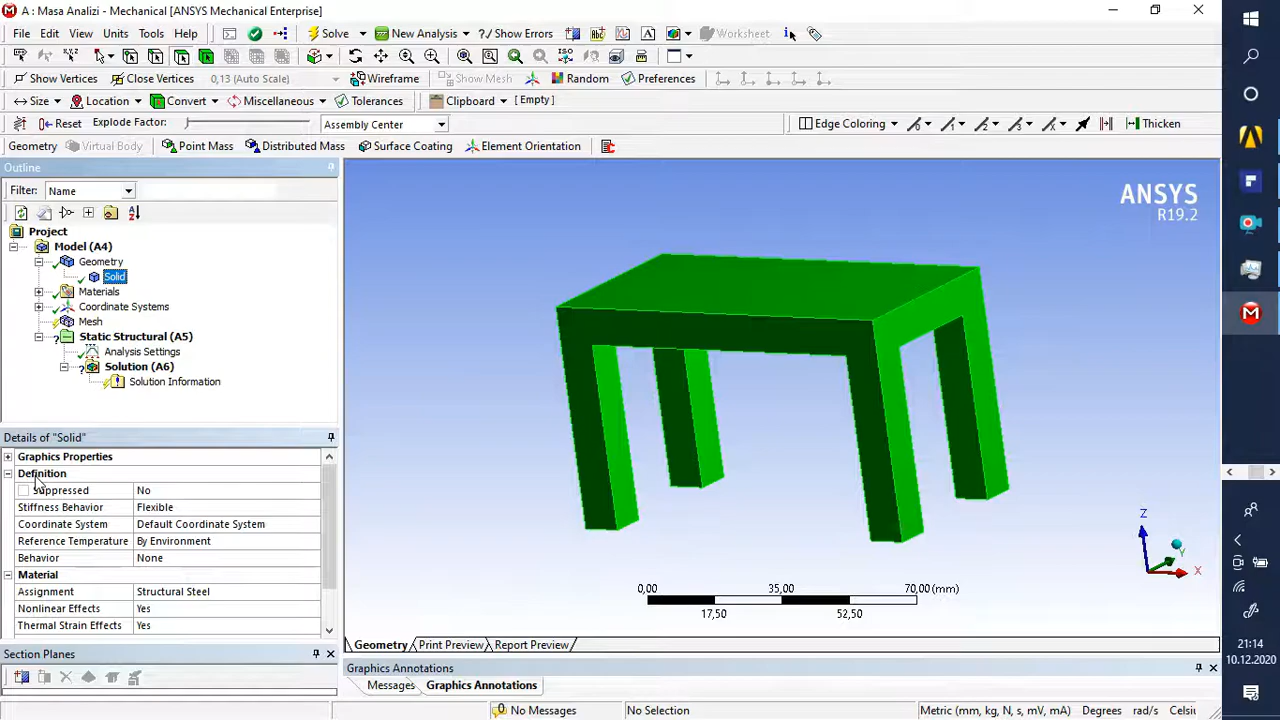 A : Masa Analizi - Mechanical [ANSYS Mechanical Enterprise]
File Edit View Units Tools Help Solve New Analysis ?/ Show Errors Worksheet
Show Vertices Close Vertices 0,13 (Auto Scale) Wireframe Show Mesh Random Preferences
Size Location Convert Miscellaneous Tolerances Clipboard [ Empty ]
Reset Explode Factor: Assembly Center Edge Coloring Thicken
Geometry Virtual Body Point Mass Distributed Mass Surface Coating Element Orientation
Outline
Filter: Name
Project
Model (A4)
Geometry
Solid
Materials
Coordinate Systems
Mesh
Static Structural (A5)
Analysis Settings
Solution (A6)
Solution Information
Details of "Solid"
Graphics Properties
Definition
Suppressed No
Stiffness Behavior Flexible
Coordinate System Default Coordinate System
Reference Temperature By Environment
Behavior None
Material
Assignment Structural Steel
Nonlinear Effects Yes
Thermal Strain Effects Yes
Section Planes
ANSYS
R19.2
Z
Y
X
0,00 35,00 70,00 (mm)
17,50 52,50
Geometry Print Preview Report Preview
Graphics Annotations
Messages Graphics Annotations
No Messages No Selection Metric (mm, kg, N, s, mV, mA) Degrees rad/s Celsi
21:14
10.12.2020